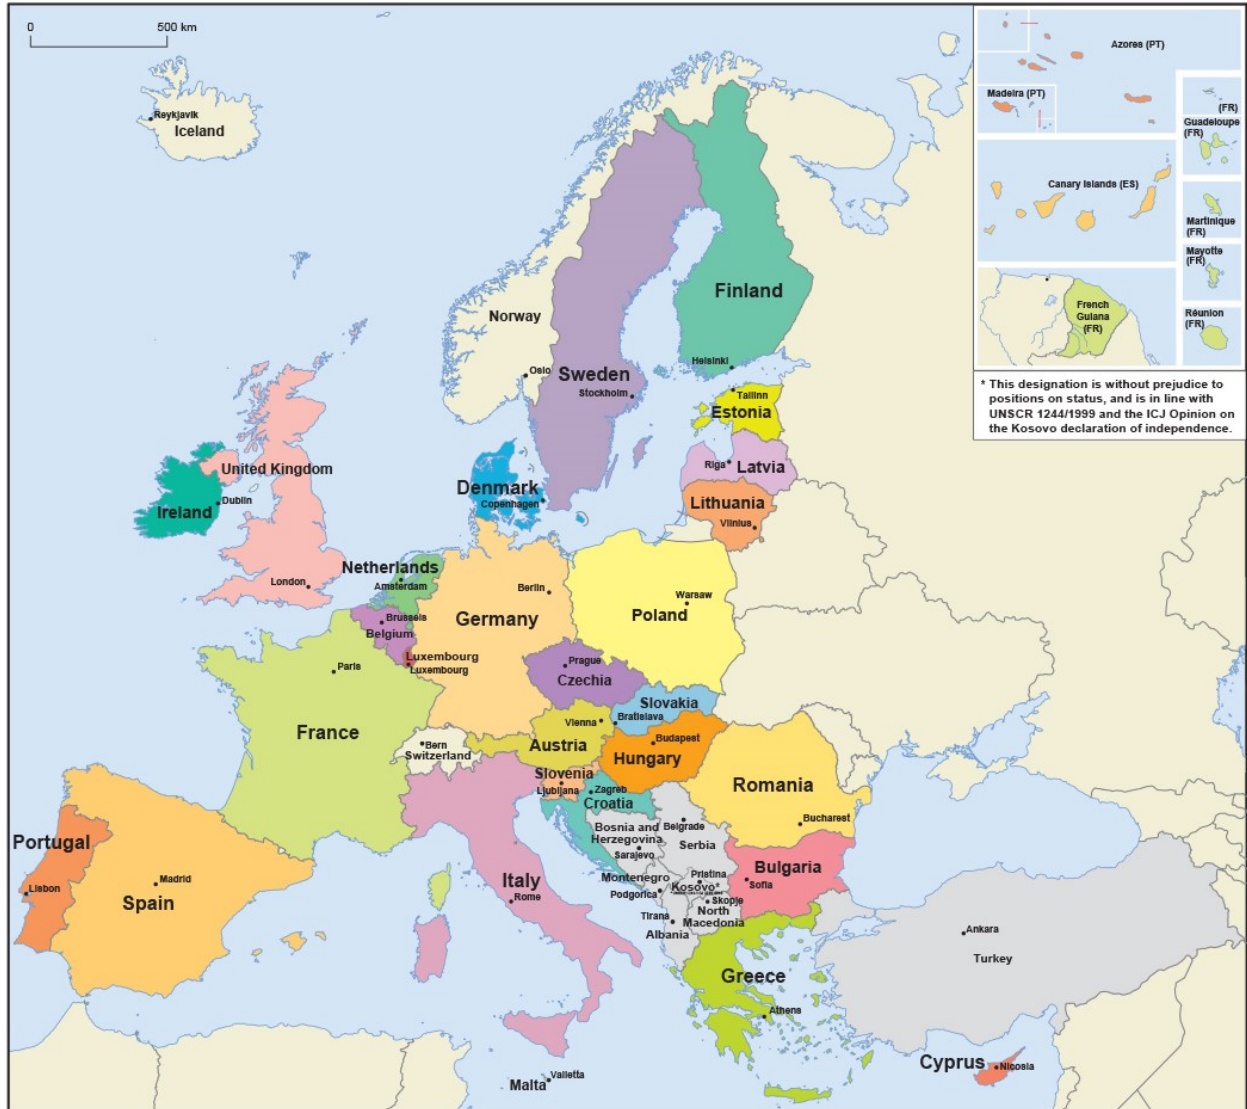 0
500 km
Reykjavik
Iceland
Azores (PT)
Madeira (PT)
(FR)
Guadeloupe
(FR)
Canary Islands (ES)
Martinique
(FR)
Mayotte
(FR)
French
Guiana
(FR)
Réunion
(FR)
* This designation is without prejudice to
positions on status, and is in line with
UNSCR 1244/1999 and the ICJ Opinion on
the Kosovo declaration of independence.
Finland
Norway
Helsinki
Oslo
Sweden
Stockholm
Tallinn
Estonia
Riga
Latvia
United Kingdom
Denmark
Copenhagen
Lithuania
Vilnius
Dublin
Ireland
Netherlands
Amsterdam
London
Berlin
Germany
Warsaw
Poland
Brussels
Belgium
Luxembourg
Luxembourg
Paris
Prague
Czechia
Slovakia
Bratislava
Vienna
Austria
France
Bern
Switzerland
Budapest
Hungary
Slovenia
Ljubljana
Zagreb
Croatia
Romania
Bucharest
Bosnia and
Herzegovina
Sarajevo
Belgrade
Serbia
Portugal
Lisbon
Madrid
Spain
Italy
Rome
Montenegro
Podgorica
Pristina
Kosovo*
Skopje
North
Macedonia
Bulgaria
Sofia
Tirana
Albania
Ankara
Turkey
Greece
Athens
Malta
Valletta
Cyprus
Nicosia